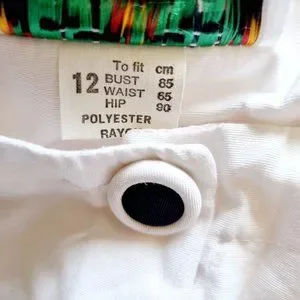 To fit cm
12 BUST 85
WAIST 65
HIP 90
POLYESTER